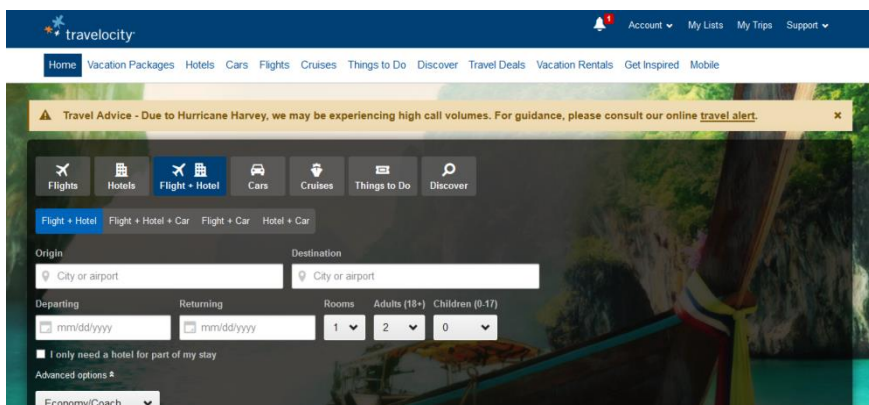 travelocity
1 Account My Lists My Trips Support
Home Vacation Packages Hotels Cars Flights Cruises Things to Do Discover Travel Deals Vacation Rentals Get Inspired Mobile
Travel Advice - Due to Hurricane Harvey, we may be experiencing high call volumes. For guidance, please consult our online travel alert. ×
Flights Hotels Flight + Hotel Cars Cruises Things to Do Discover
Flight + Hotel Flight + Hotel + Car Flight + Car Hotel + Car
Origin Destination
City or airport City or airport
Departing Returning Rooms Adults (18+) Children (0-17)
mm/dd/yyyy mm/dd/yyyy 1 2 0
I only need a hotel for part of my stay
Advanced options
Economy/Coach